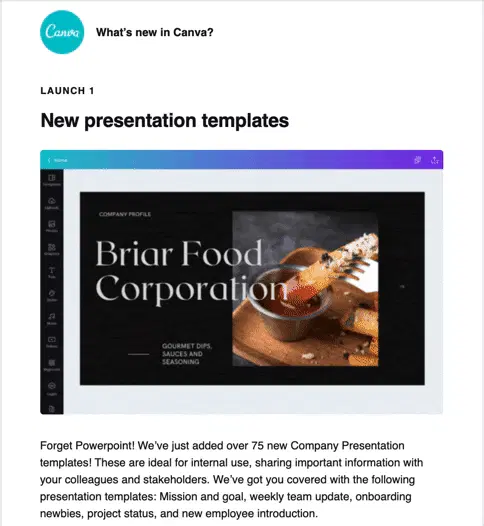 Canva
What's new in Canva?
LAUNCH 1
New presentation templates
Home
COMPANY PROFILE
Briar Food
Corporation
GOURMET DIPS,
SAUCES AND
SEASONING
Forget Powerpoint! We've just added over 75 new Company Presentation
templates! These are ideal for internal use, sharing important information with
your colleagues and stakeholders. We've got you covered with the following
presentation templates: Mission and goal, weekly team update, onboarding
newbies, project status, and new employee introduction.